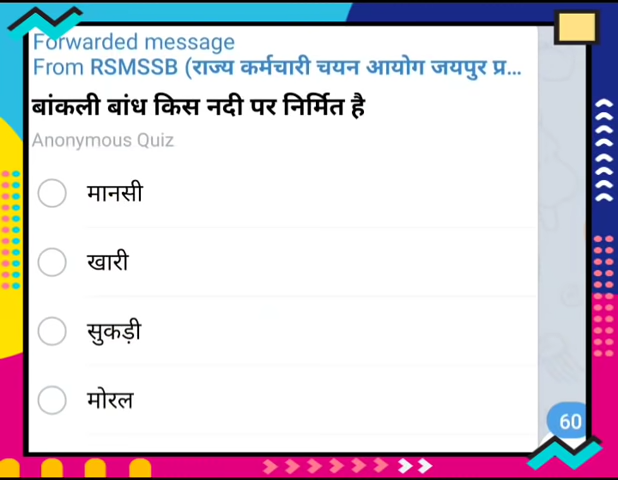 Forwarded message
From RSMSSB (राज्य कर्मचारी चयन आयोग जयपुर प्र...
बांकली बांध किस नदी पर निर्मित है
Anonymous Quiz
मानसी
खारी
सुकड़ी
मोरल
60